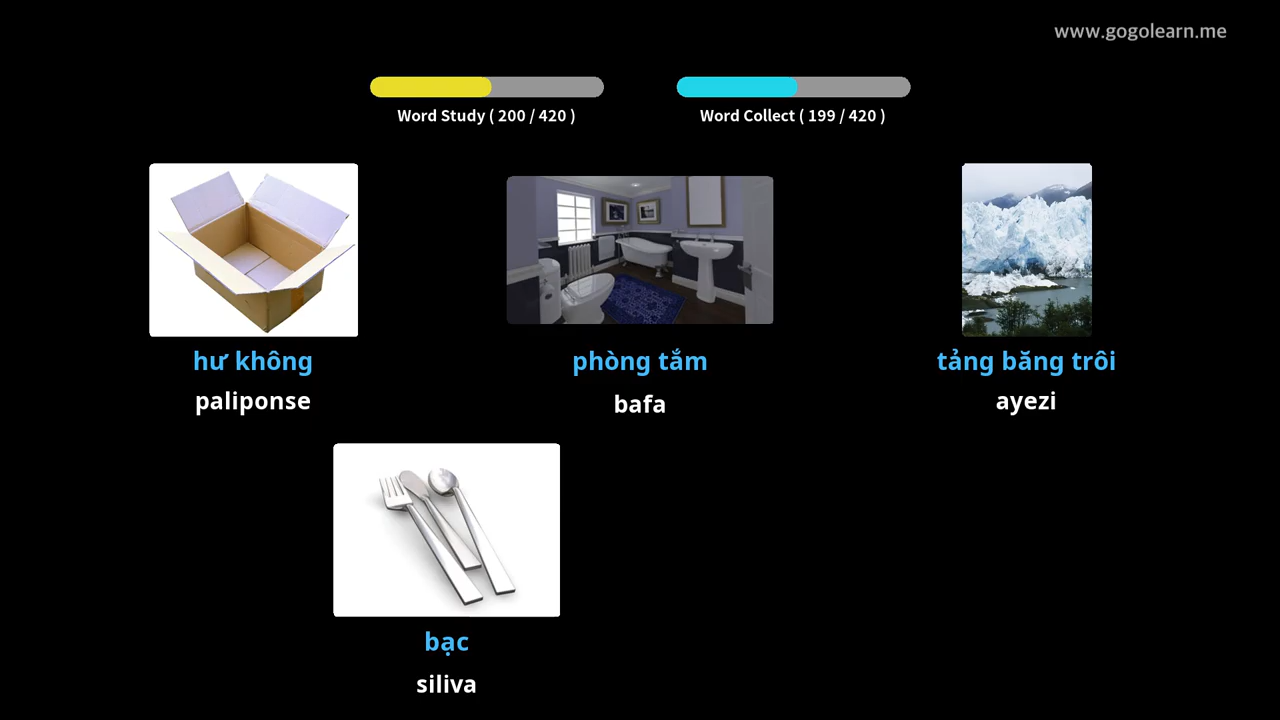 www.gogolearn.me
Word Study ( 200 / 420 )
Word Collect ( 199 / 420 )
hư không
paliponse
phòng tắm
bafa
tảng băng trôi
ayezi
bạc
siliva